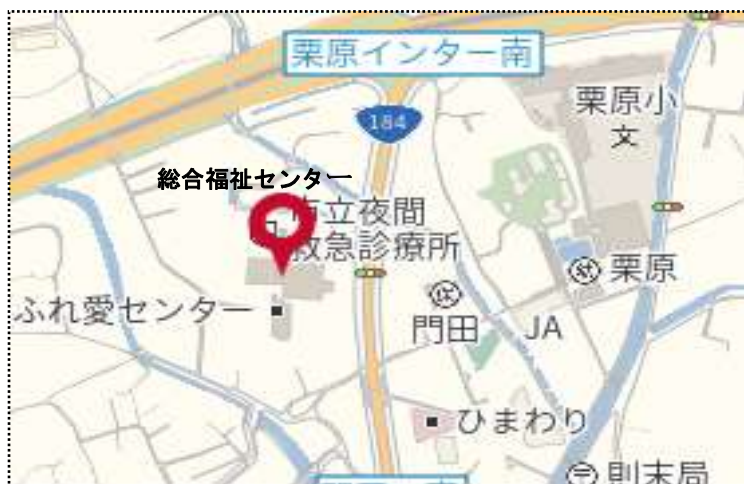 栗原インター南
184
栗原小
文
総合福祉センター
市立夜間
救急診療所
幼
栗原
保
門田
JA
ふれ愛センター
ひまわり
〒則末局